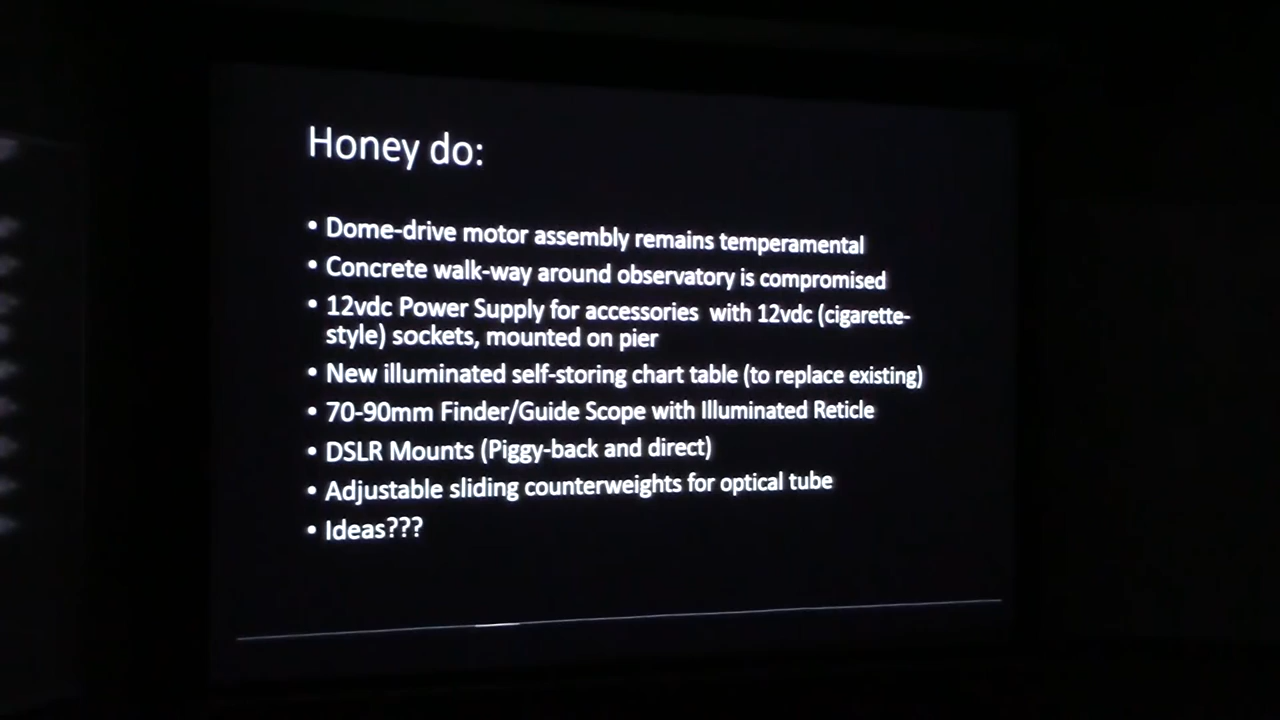 Honey do:
• Dome-drive motor assembly remains temperamental
• Concrete walk-way around observatory is compromised
• 12vdc Power Supply for accessories with 12vdc (cigarette-
style) sockets, mounted on pier
• New illuminated self-storing chart table (to replace existing)
• 70-90mm Finder/Guide Scope with Illuminated Reticle
• DSLR Mounts (Piggy-back and direct)
• Adjustable sliding counterweights for optical tube
• Ideas???